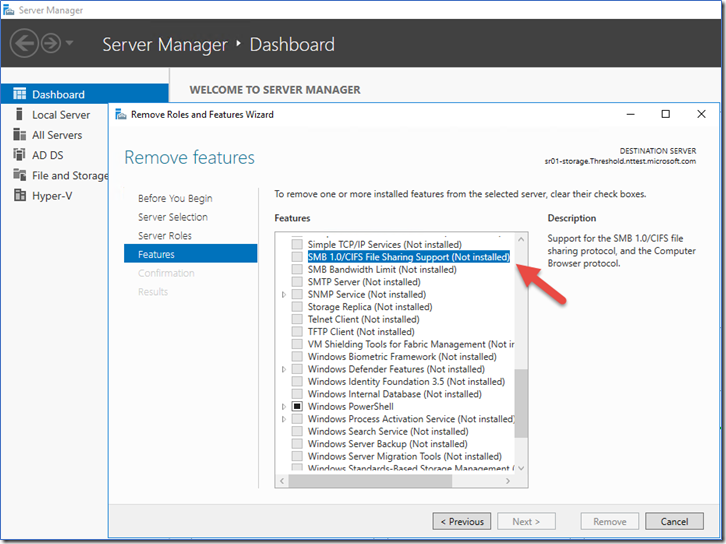 Server Manager
Server Manager • Dashboard
Dashboard
Local Server
All Servers
AD DS
File and Storage
Hyper-V
WELCOME TO SERVER MANAGER
Remove Roles and Features Wizard
Remove features
DESTINATION SERVER
sr01-storage.Threshold.nttest.microsoft.com
Before You Begin
Server Selection
Server Roles
Features
Confirmation
Results
To remove one or more installed features from the selected server, clear their check boxes.
Features
Simple TCP/IP Services (Not installed)
SMB 1.0/CIFS File Sharing Support (Not installed)
SMB Bandwidth Limit (Not installed)
SMTP Server (Not installed)
SNMP Service (Not installed)
Storage Replica (Not installed)
Telnet Client (Not installed)
TFTP Client (Not installed)
VM Shielding Tools for Fabric Management (Not ir
Windows Biometric Framework (Not installed)
Windows Defender Features (Not installed)
Windows Identity Foundation 3.5 (Not installed)
Windows Internal Database (Not installed)
Windows PowerShell
Windows Process Activation Service (Not installed)
Windows Search Service (Not installed)
Windows Server Backup (Not installed)
Windows Server Migration Tools (Not installed)
Windows Standards-Based Storage Management (
Description
Support for the SMB 1.0/CIFS file
sharing protocol, and the Computer
Browser protocol.
< Previous
Next >
Remove
Cancel